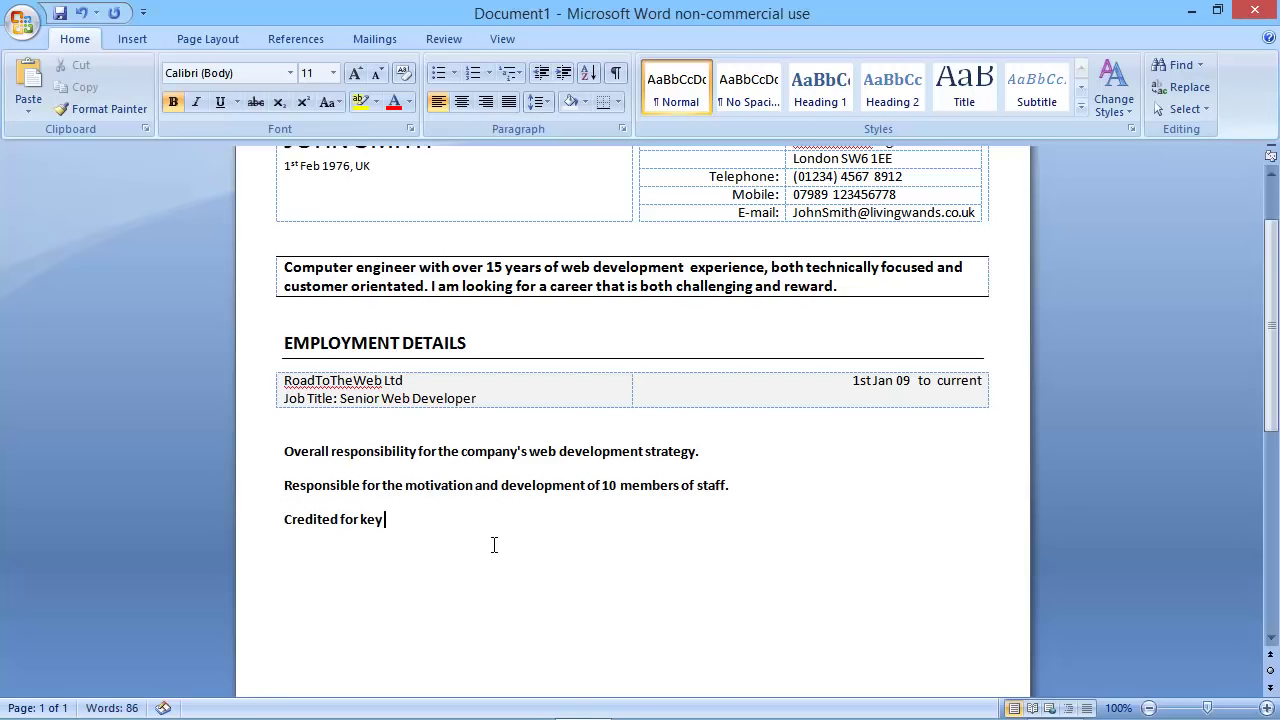 Document1 - Microsoft Word non-commercial use
Home Insert Page Layout References Mailings Review View
Paste
Cut
Copy
Format Painter
Clipboard
Calibri (Body) 11
Font
Paragraph
AaBbCcDc AaBbCcDc AaBbCc AaBbCc AaB AaBbCc.
¶ Normal ¶ No Spaci... Heading 1 Heading 2 Title Subtitle
Change Styles
Styles
Find
Replace
Select
Editing
JOHN SMITH
1st Feb 1976, UK
London SW6 1EE
Telephone: (01234) 4567 8912
Mobile: 07989 123456778
E-mail: JohnSmith@livingwands.co.uk
Computer engineer with over 15 years of web development experience, both technically focused and
customer orientated. I am looking for a career that is both challenging and reward.
EMPLOYMENT DETAILS
RoadToTheWeb Ltd 1st Jan 09 to current
Job Title: Senior Web Developer
Overall responsibility for the company's web development strategy.
Responsible for the motivation and development of 10 members of staff.
Credited for key
Page: 1 of 1 Words: 86 100%